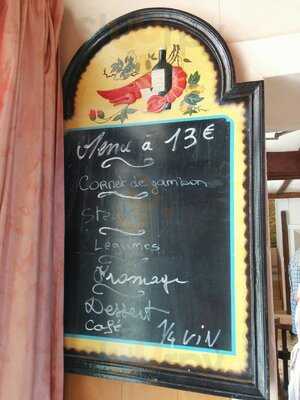 Menu à 13 €
Cornet de jambon
Steak
Légumes
Fromage
Dessert
Café 1/4 vin